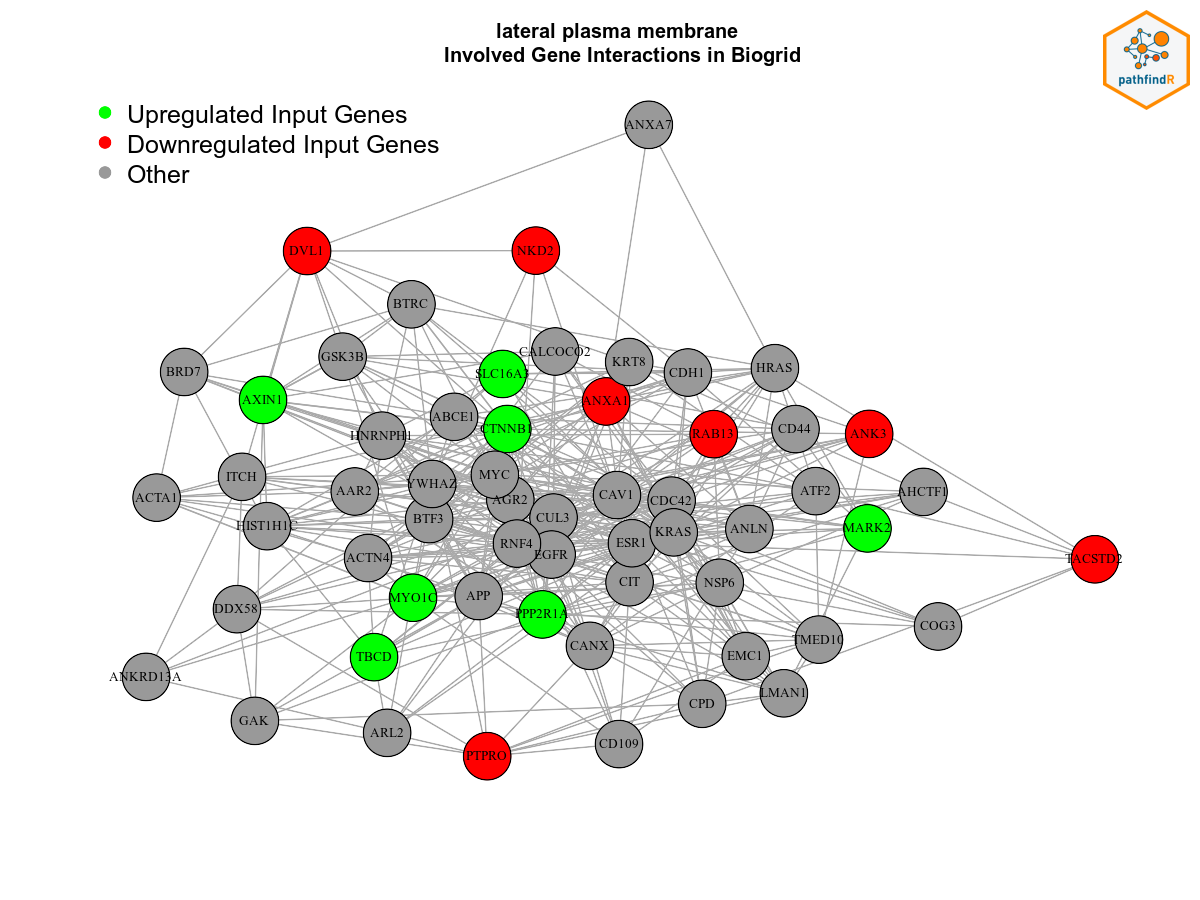 lateral plasma membrane
Involved Gene Interactions in Biogrid
pathfindR
Upregulated Input Genes
Downregulated Input Genes
Other
ANXA7
DVL1
NKD2
BTRC
CALCOCO2
GSK3B
KRT8
HRAS
BRD7
SLC16A3
CDH1
AXIN1
ANXA1
ABCE1
CTNNB1
CD44
RAB13
ANK3
HNRNPH1
MYC
ITCH
YWHAZ
AAR2
ATF2
AHCTF1
CAV1
ACTA1
AGR2
CDC42
CUL3
BTF3
HIST1H1C
MARK2
ANLN
KRAS
RNF4
ESR1
EGFR
ACTN4
TACSTD2
CIT
NSP6
APP
MYO1C
DDX58
PPP2R1A
COG3
TMED10
CANX
EMC1
TBCD
ANKRD13A
LMAN1
CPD
GAK
ARL2
CD109
PTPRO